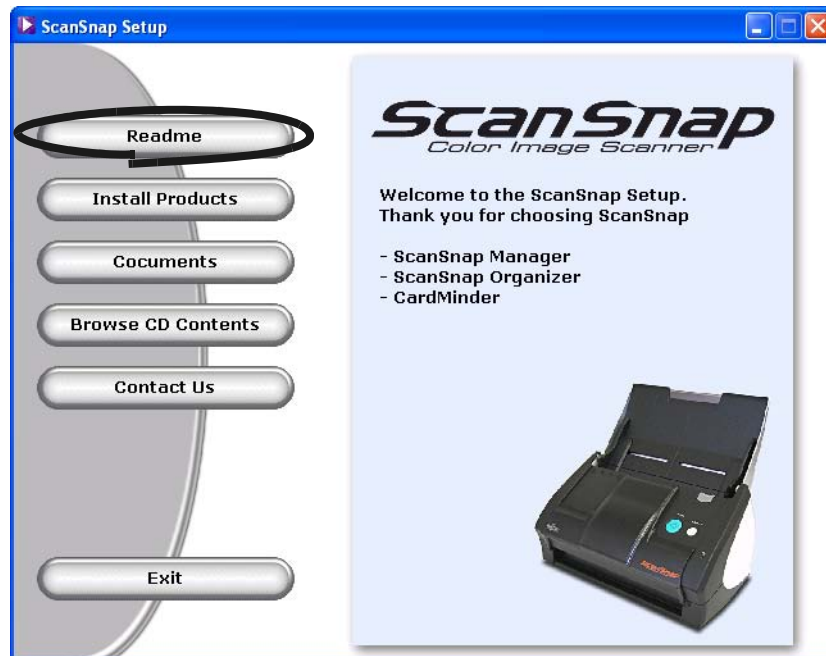 ScanSnap Setup
Readme
Install Products
Cocuments
Browse CD Contents
Contact Us
Exit
ScanSnap
Color Image Scanner
Welcome to the ScanSnap Setup.
Thank you for choosing ScanSnap
- ScanSnap Manager
- ScanSnap Organizer
- CardMinder
ScanSnap